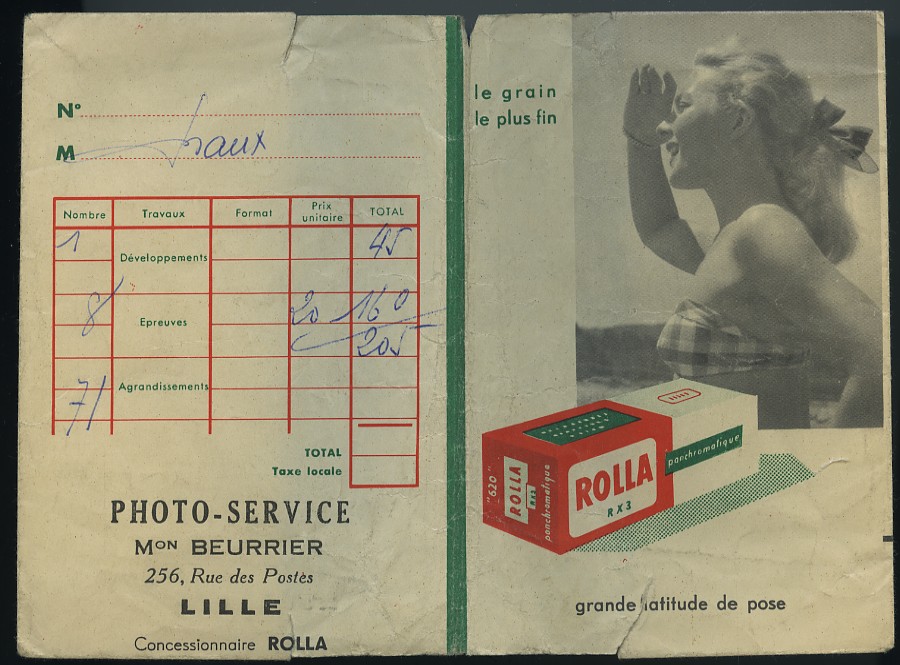 Nº
M
Nombre Travaux Format Prix unitaire TOTAL
1 Développements 45
8 Epreuves 20 160
205
71 Agrandissements
TOTAL
Taxe locale
PHOTO-SERVICE
Mon BEURRIER
256, Rue des Postes
LILLE
Concessionnaire ROLLA
le grain
le plus fin
"620"
ROLLA
RX3
panchromatique
ROLLA
RX3
panchromatique
grande latitude de pose